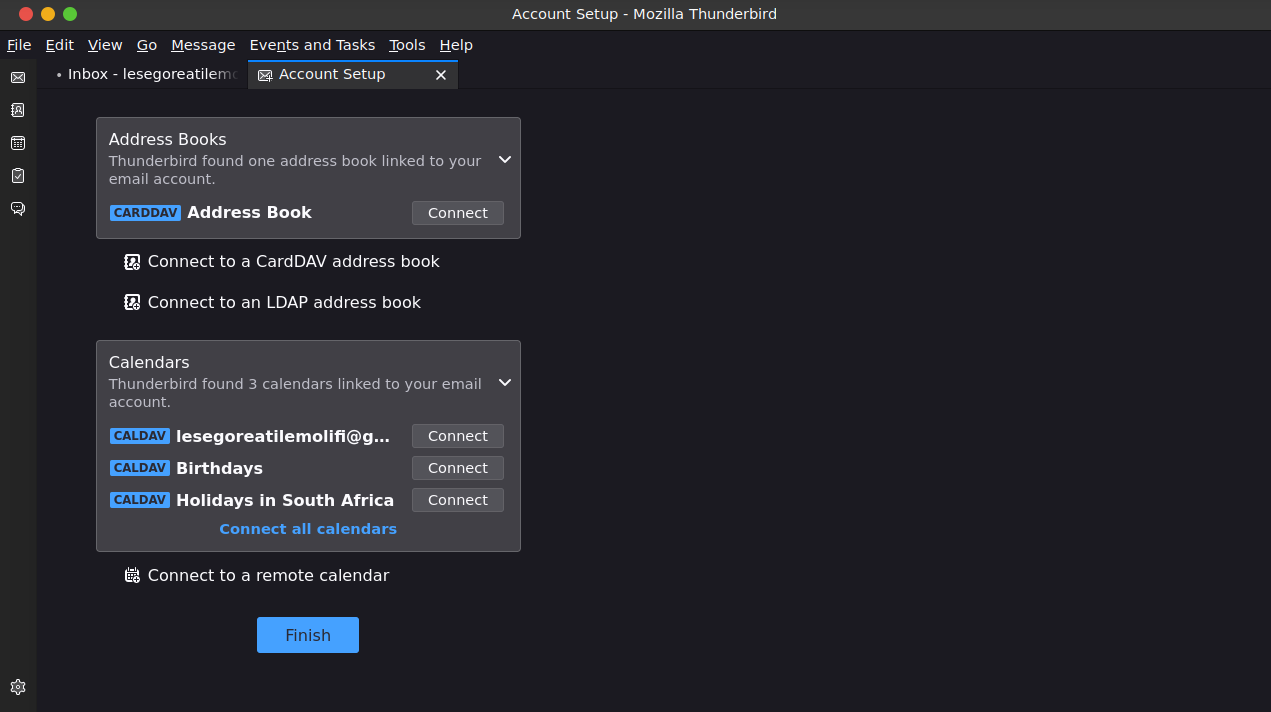 Account Setup - Mozilla Thunderbird
File Edit View Go Message Events and Tasks Tools Help
Inbox - lesegoreatilemo
Account Setup
Address Books
Thunderbird found one address book linked to your
email account.
CARDDAV Address Book Connect
Connect to a CardDAV address book
Connect to an LDAP address book
Calendars
Thunderbird found 3 calendars linked to your email
account.
CALDAV lesegoreatilemolifi@g... Connect
CALDAV Birthdays Connect
CALDAV Holidays in South Africa Connect
Connect all calendars
Connect to a remote calendar
Finish